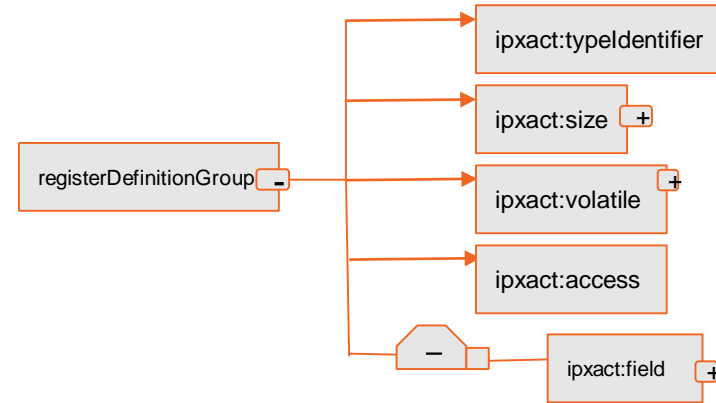 ipxact:typeIdentifier
ipxact:size
+
registerDefinitionGroup
-
ipxact:volatile
+
ipxact:access
–
ipxact:field
+